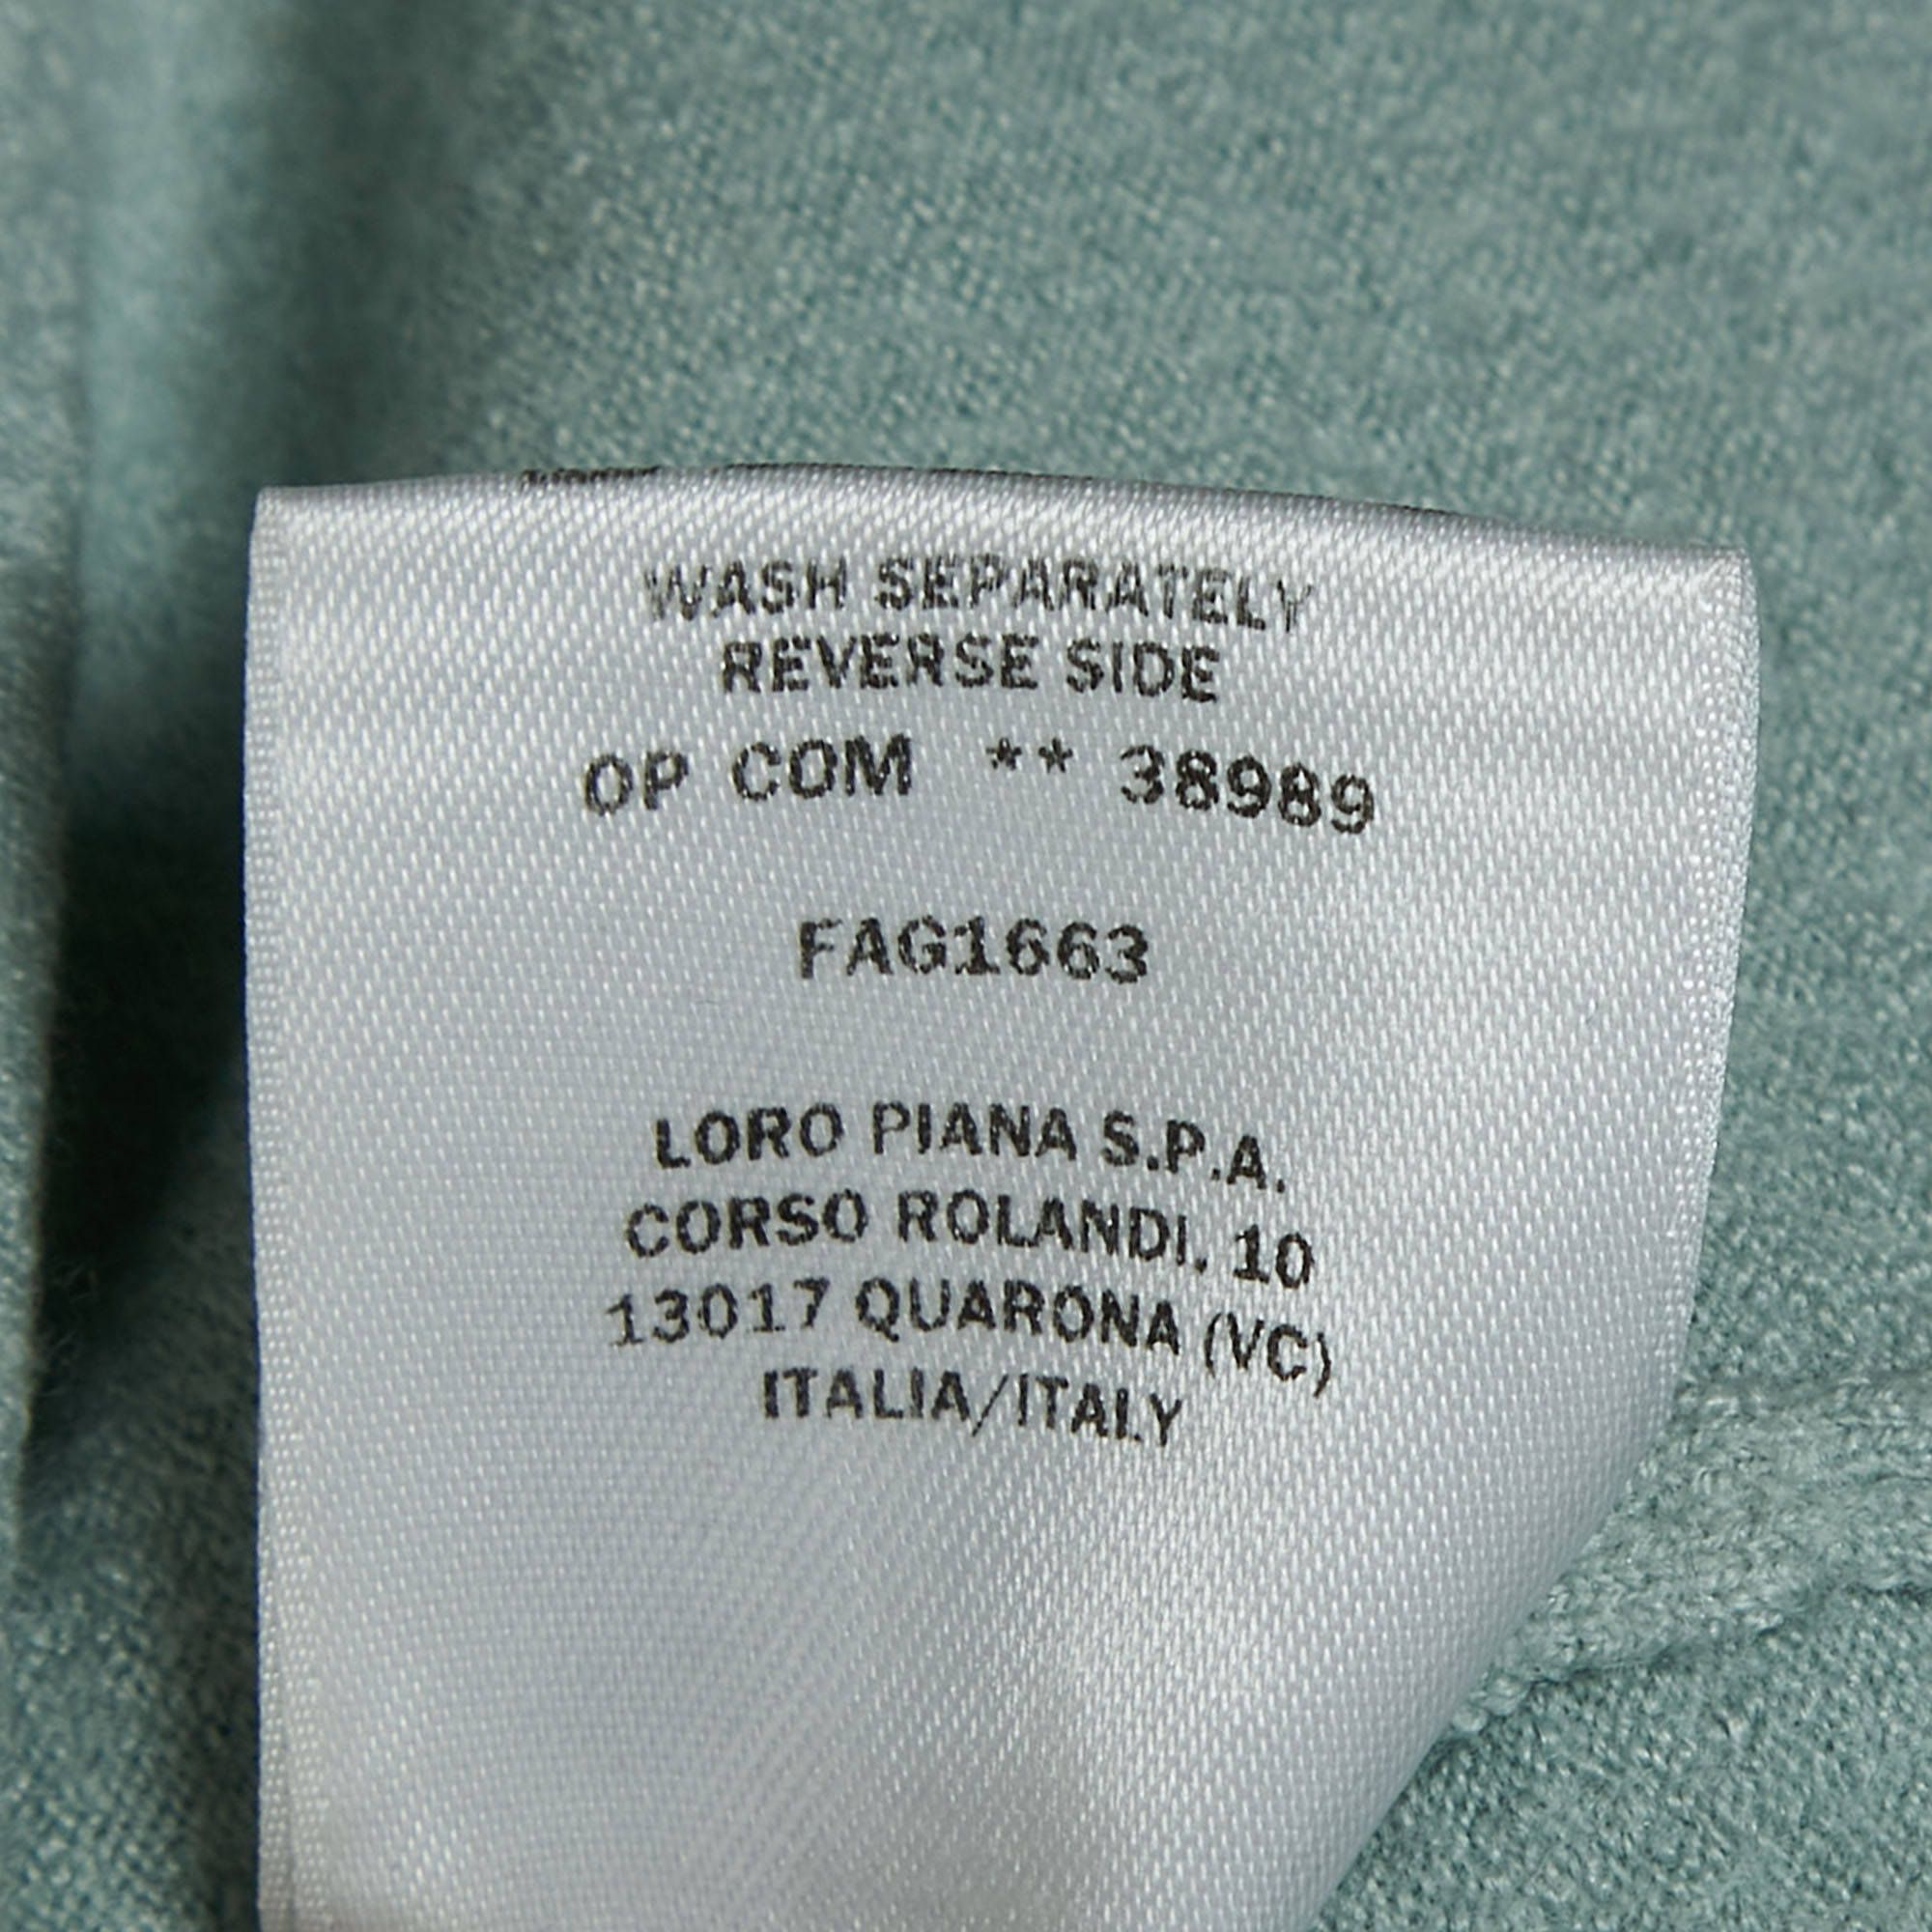 WASH SEPARATELY
REVERSE SIDE
OP COM ** 38989
FAG1663
LORO PIANA S.P.A.
CORSO ROLANDI, 10
13017 QUARONA (VC)
ITALIA/ITALY